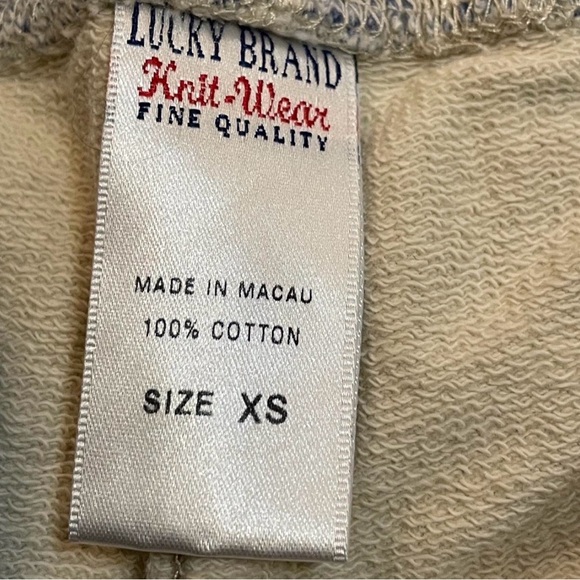 LUCKY BRAND
Knit-Wear
FINE QUALITY
MADE IN MACAU
100% COTTON
SIZE XS